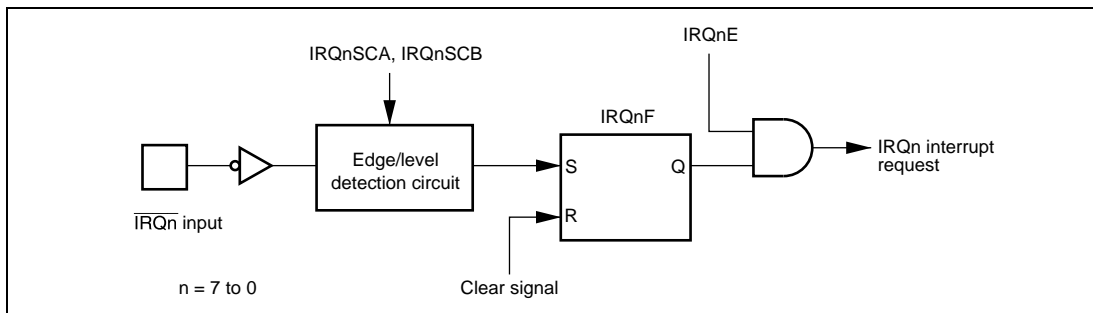 IRQnE
IRQnSCA, IRQnSCB
IRQnF
Edge/level
detection circuit
S
Q
R
IRQn interrupt
request
IRQn input
n = 7 to 0
Clear signal